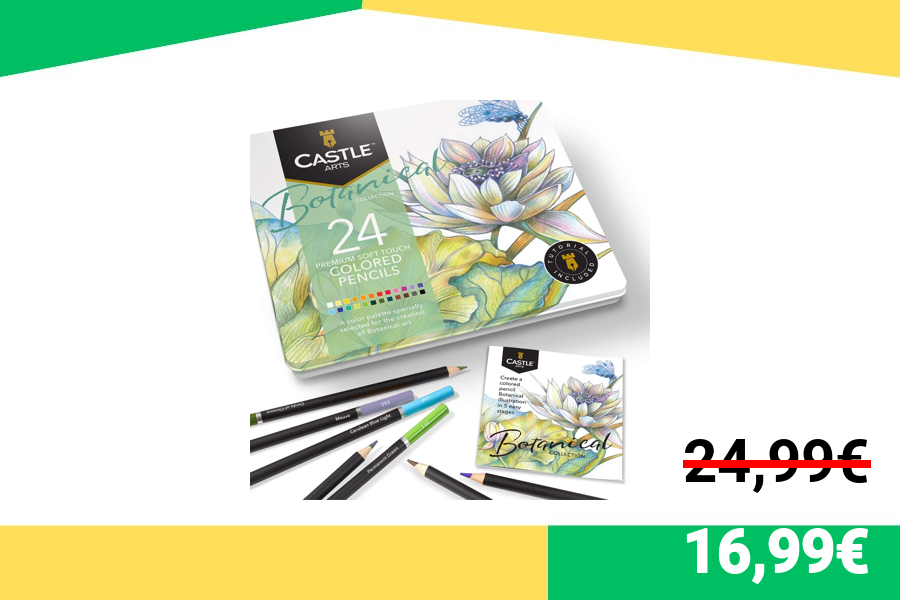 CASTLE
ARTS
Botanical
COLLECTION
24
PREMIUM SOFT TOUCH
COLORED
PENCILS
A color palette specially
selected for the creation
of Botanical art
TUTORIAL
INCLUDED
CASTLE
ARTS
Create a
colored
pencil
Botanical
illustration
in 5 easy
stages
Botanical
COLLECTION
Mauve
Cerulean Blue Light
Permanent Green
24,99€
16,99€